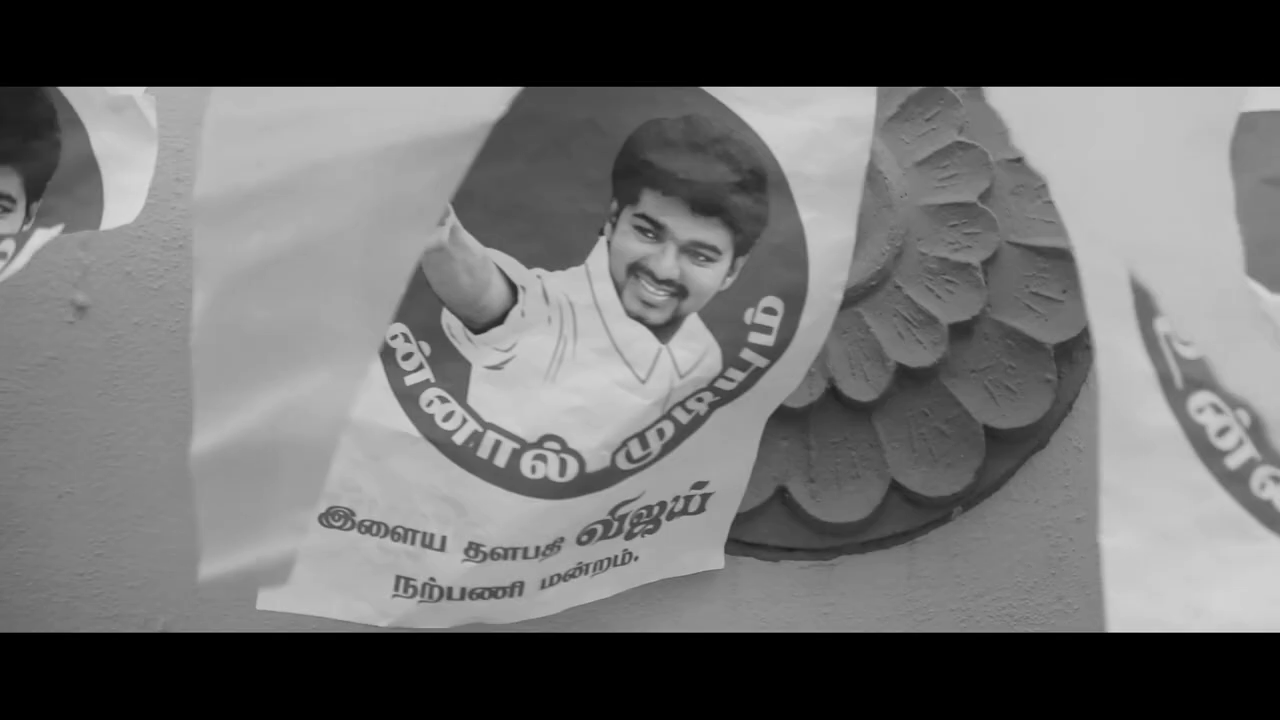 ன்னால் முடியும்
இளைய தளபதி விஜய்
நற்பணி மன்றம்.